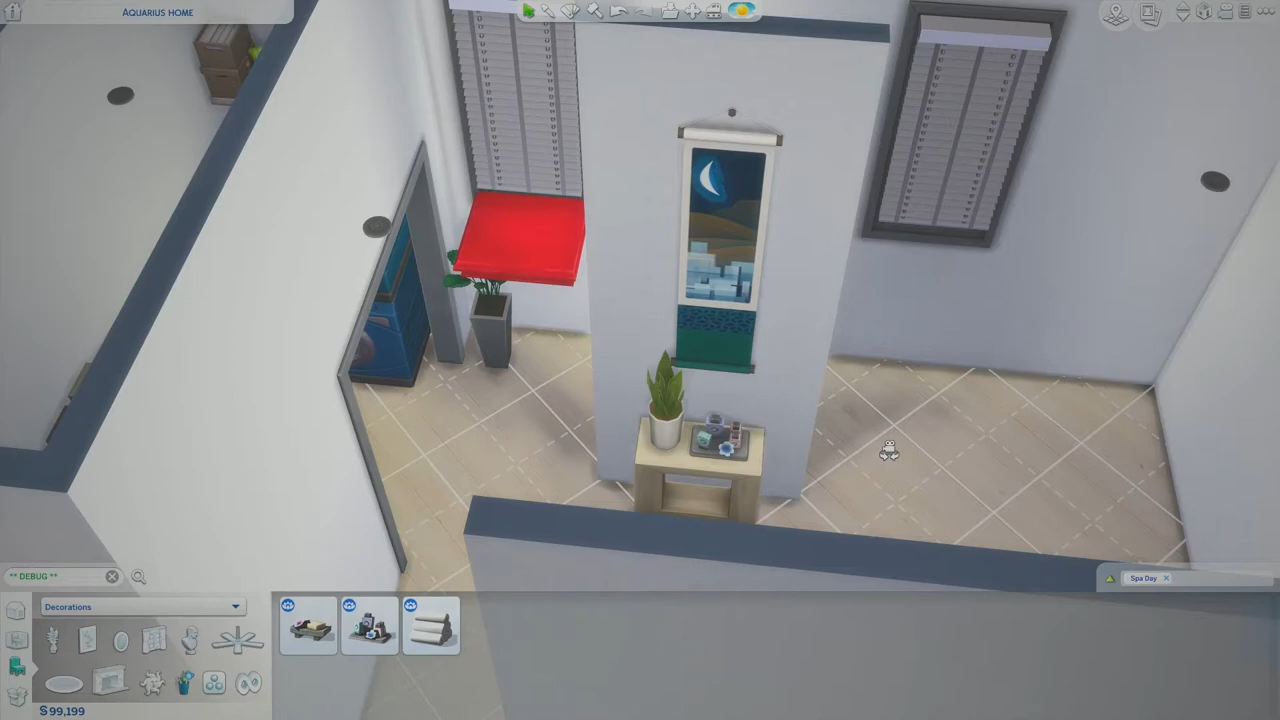 AQUARIUS HOME
** DEBUG **
Spa Day
Decorations
§99,199